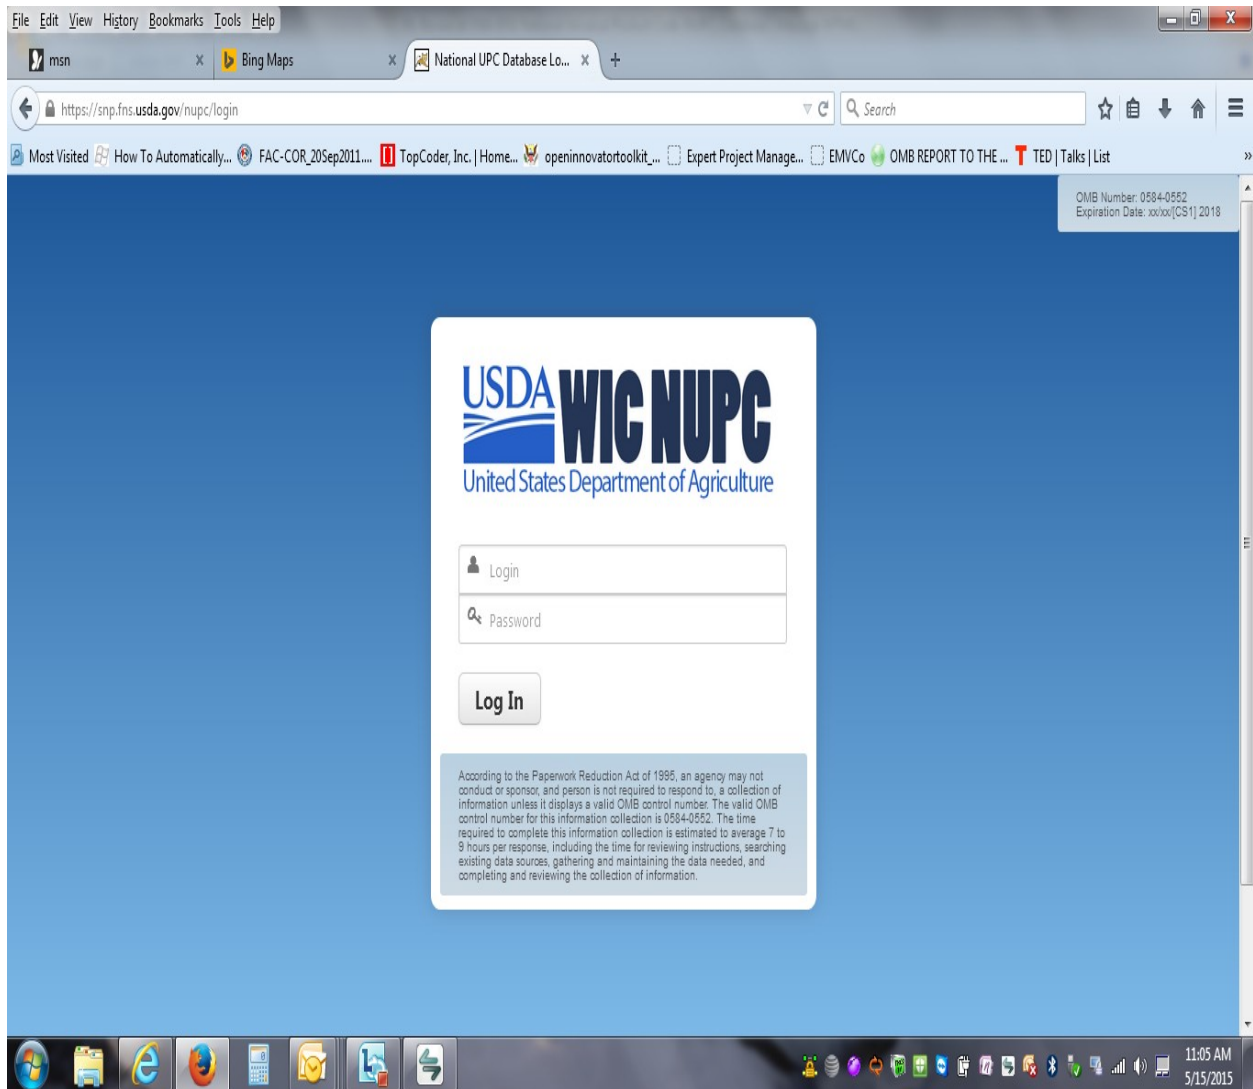 File Edit View History Bookmarks Tools Help
msn Bing Maps National UPC Database Lo...
https://snp.fns.usda.gov/nupc/login Search
Most Visited How To Automatically... FAC-COR_20Sep2011.... TopCoder, Inc. | Home... openinnovatortoolkit_... Expert Project Manage... EMVCo OMB REPORT TO THE ... TED | Talks | List
OMB Number: 0584-0552
Expiration Date: xx/xx/[CS1] 2018
USDA WIC NUPC
United States Department of Agriculture
Login
Password
Log In
According to the Paperwork Reduction Act of 1995, an agency may not
conduct or sponsor, and person is not required to respond to, a collection of
information unless it displays a valid OMB control number. The valid OMB
control number for this information collection is 0584-0552. The time
required to complete this information collection is estimated to average 7 to
9 hours per response, including the time for reviewing instructions, searching
existing data sources, gathering and maintaining the data needed, and
completing and reviewing the collection of information.
11:05 AM
5/15/2015